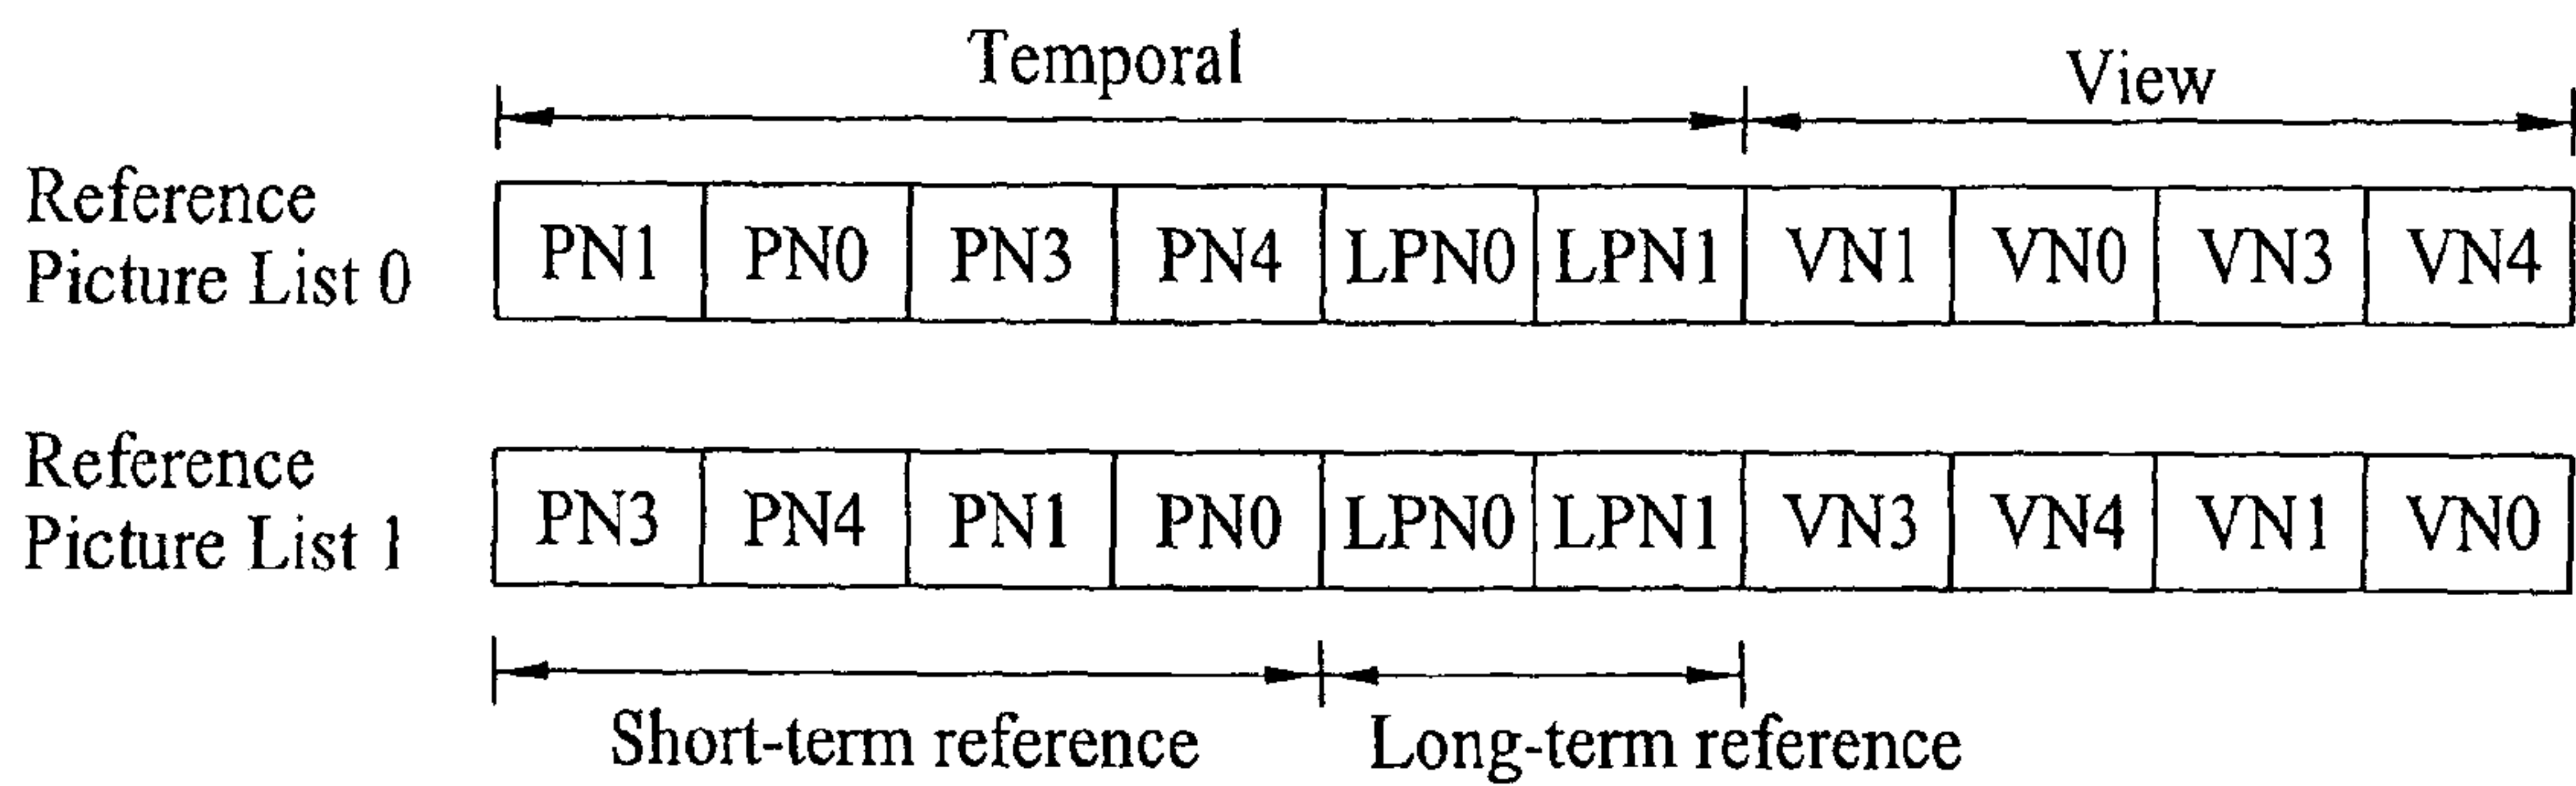 Temporal
View
Reference
Picture List 0
PN1 PN0 PN3 PN4 LPN0 LPN1 VN1 VN0 VN3 VN4
Reference
Picture List 1
PN3 PN4 PN1 PN0 LPN0 LPN1 VN3 VN4 VN1 VN0
Short-term reference
Long-term reference